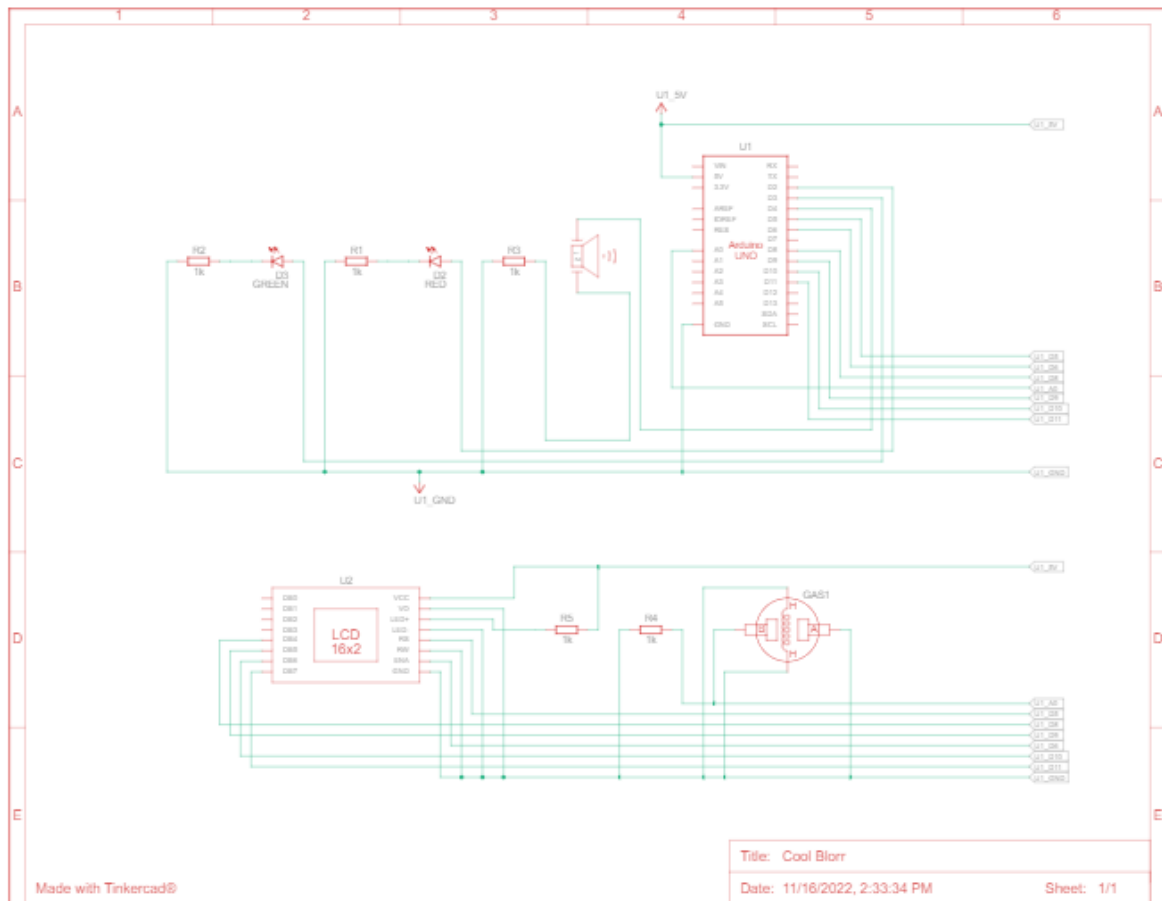 1 2 3 4 5 6
A A
U1_5V
U1_5V
U1
VIN RX
5V TX
3.3V D2
D3
AREF D4
IOREF D5
RES D6
D7
A0 D8
A1 D9
A2 D10
A3 D11
A4 D12
A5 D13
SDA
GND SCL
Arduino
UNO
B B
R2
1k
D3
GREEN
R1
1k
D2
RED
R3
1k
U1_D5
U1_D6
U1_D8
U1_A0
U1_D9
U1_D10
U1_D11
C C
U1_GND
U1_GND
U1_5V
D D
U2
DB0 VCC
DB1 VO
DB2 LED+
DB3 LED-
DB4 RS
DB5 RW
DB6 ENA
DB7 GND
LCD
16x2
R5
1k
R4
1k
GAS1
H
B A
H
U1_A0
U1_D10
U1_D11
U1_GND
E E
Title: Cool Blorr
Made with Tinkercad®
Date: 11/16/2022, 2:33:34 PM Sheet: 1/1